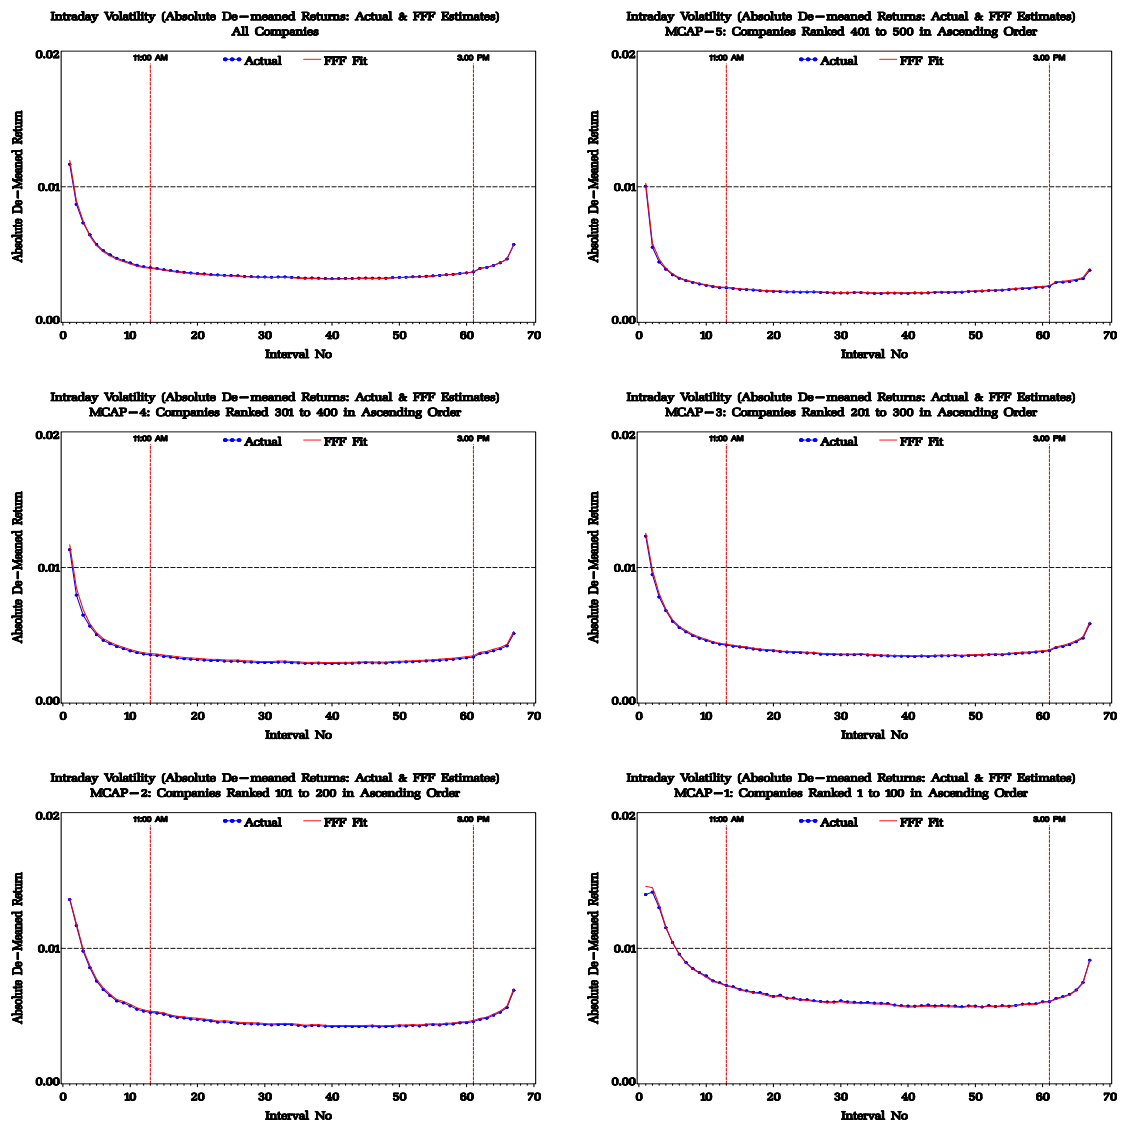 Intraday Volatility (Absolute De-meaned Returns: Actual & FFF Estimates)
All Companies
0.02
11:00 AM
Actual
FFF Fit
3.00 PM
Absolute De-Meaned Return
0.01
0.00
0 10 20 30 40 50 60 70
Interval No
Intraday Volatility (Absolute De-meaned Returns: Actual & FFF Estimates)
MCAP-5: Companies Ranked 401 to 500 in Ascending Order
0.02
11:00 AM
Actual
FFF Fit
3.00 PM
Absolute De-Meaned Return
0.01
0.00
0 10 20 30 40 50 60 70
Interval No
Intraday Volatility (Absolute De-meaned Returns: Actual & FFF Estimates)
MCAP-4: Companies Ranked 301 to 400 in Ascending Order
0.02
11:00 AM
Actual
FFF Fit
3.00 PM
Absolute De-Meaned Return
0.01
0.00
0 10 20 30 40 50 60 70
Interval No
Intraday Volatility (Absolute De-meaned Returns: Actual & FFF Estimates)
MCAP-3: Companies Ranked 201 to 300 in Ascending Order
0.02
11:00 AM
Actual
FFF Fit
3.00 PM
Absolute De-Meaned Return
0.01
0.00
0 10 20 30 40 50 60 70
Interval No
Intraday Volatility (Absolute De-meaned Returns: Actual & FFF Estimates)
MCAP-2: Companies Ranked 101 to 200 in Ascending Order
0.02
11:00 AM
Actual
FFF Fit
3.00 PM
Absolute De-Meaned Return
0.01
0.00
0 10 20 30 40 50 60 70
Interval No
Intraday Volatility (Absolute De-meaned Returns: Actual & FFF Estimates)
MCAP-1: Companies Ranked 1 to 100 in Ascending Order
0.02
11:00 AM
Actual
FFF Fit
3.00 PM
Absolute De-Meaned Return
0.01
0.00
0 10 20 30 40 50 60 70
Interval No